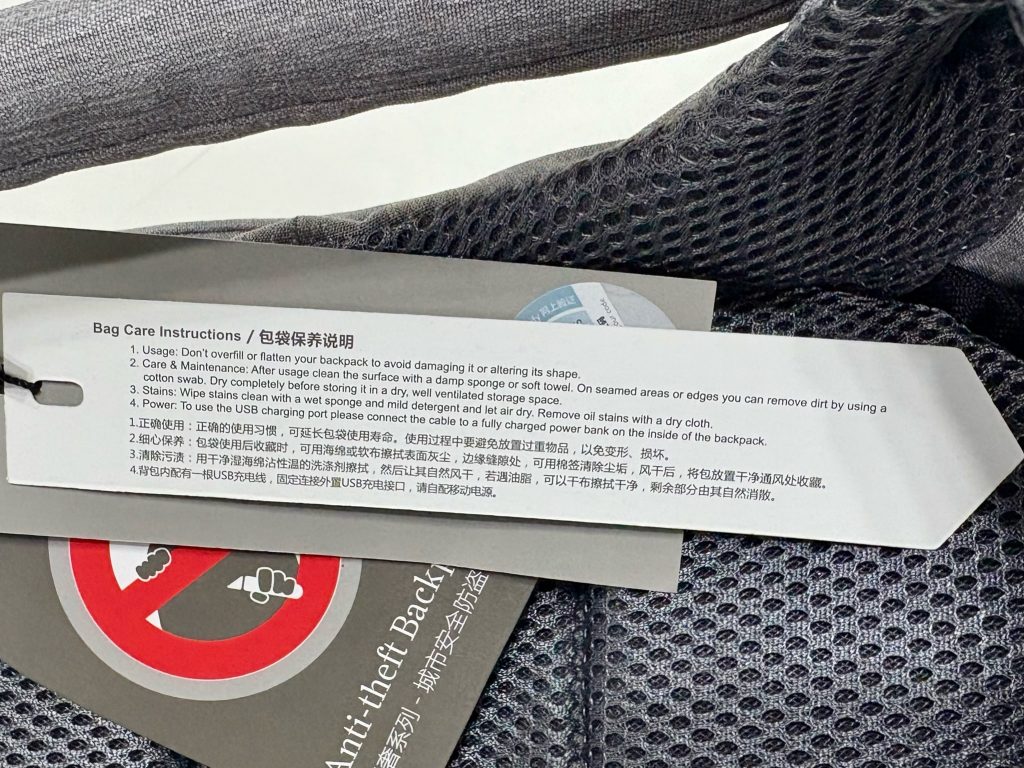 网上验证
Bag Care Instructions / 包袋保养说明
1. Usage: Don't overfill or flatten your backpack to avoid damaging it or altering its shape.
2. Care & Maintenance: After usage clean the surface with a damp sponge or soft towel. On seamed areas or edges you can remove dirt by using a
cotton swab. Dry completely before storing it in a dry, well ventilated storage space.
3. Stains: Wipe stains clean with a wet sponge and mild detergent and let air dry. Remove oil stains with a dry cloth.
4. Power: To use the USB charging port please connect the cable to a fully charged power bank on the inside of the backpack.
1.正确使用：正确的使用习惯，可延长包袋使用寿命。使用过程中要避免放置过重物品，以免变形、损坏。
2.细心保养：包袋使用后收藏时，可用海绵或软布擦拭表面灰尘，边缘缝隙处，可用棉签清除尘垢，风干后，将包放置干净通风处收藏。
3.清除污渍：用干净湿海绵沾性温的洗涤剂擦拭，然后让其自然风干，若遇油脂，可以干布擦拭干净，剩余部分由其自然消散。
4.背包内配有一根USB充电线，固定连接外置USB充电接口，请自配移动电源。
Anti-theft
奢系列 - 城市安全防盗